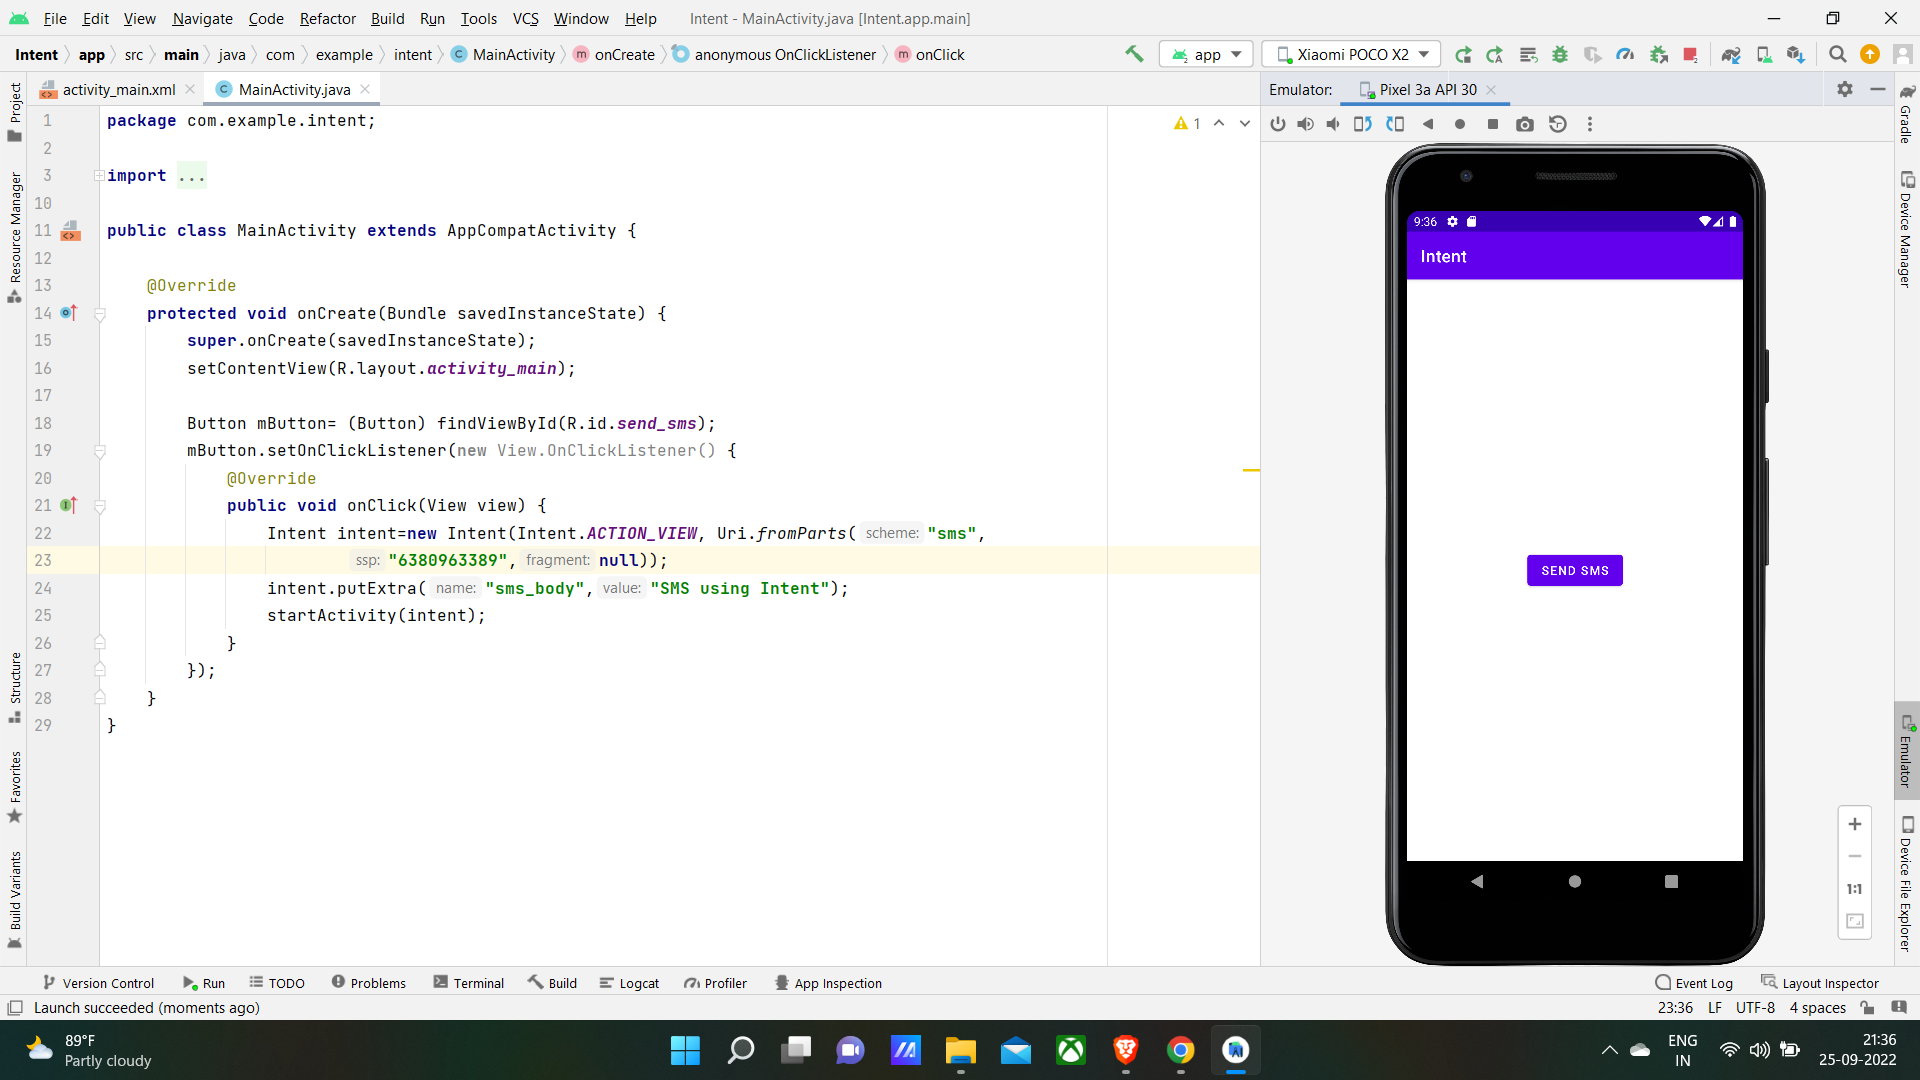 File Edit View Navigate Code Refactor Build Run Tools VCS Window Help Intent - MainActivity.java [Intent.app.main]
Intent app src main java com example intent C MainActivity m onCreate anonymous OnClickListener m onClick app Xiaomi POCO X2
activity_main.xml C MainActivity.java Emulator: Pixel 3a API 30
1 package com.example.intent; 1
2
3 import ...
10
11 public class MainActivity extends AppCompatActivity {
12
13 @Override
14 protected void onCreate(Bundle savedInstanceState) {
15 super.onCreate(savedInstanceState);
16 setContentView(R.layout.activity_main);
17
18 Button mButton= (Button) findViewById(R.id.send_sms);
19 mButton.setOnClickListener(new View.OnClickListener() {
20 @Override
21 public void onClick(View view) {
22 Intent intent=new Intent(Intent.ACTION_VIEW, Uri.fromParts( scheme: "sms",
23 ssp: "6380963389", fragment: null));
24 intent.putExtra( name: "sms_body", value: "SMS using Intent");
25 startActivity(intent);
26 }
27 });
28 }
29 }
Project
Resource Manager
Structure
Favorites
Build Variants
9:36
Intent
SEND SMS
1:1
Gradle
Device Manager
Emulator
Device File Explorer
Version Control Run TODO Problems Terminal Build Logcat Profiler App Inspection Event Log Layout Inspector
Launch succeeded (moments ago) 23:36 LF UTF-8 4 spaces
89°F
Partly cloudy
ENG
IN
21:36
25-09-2022